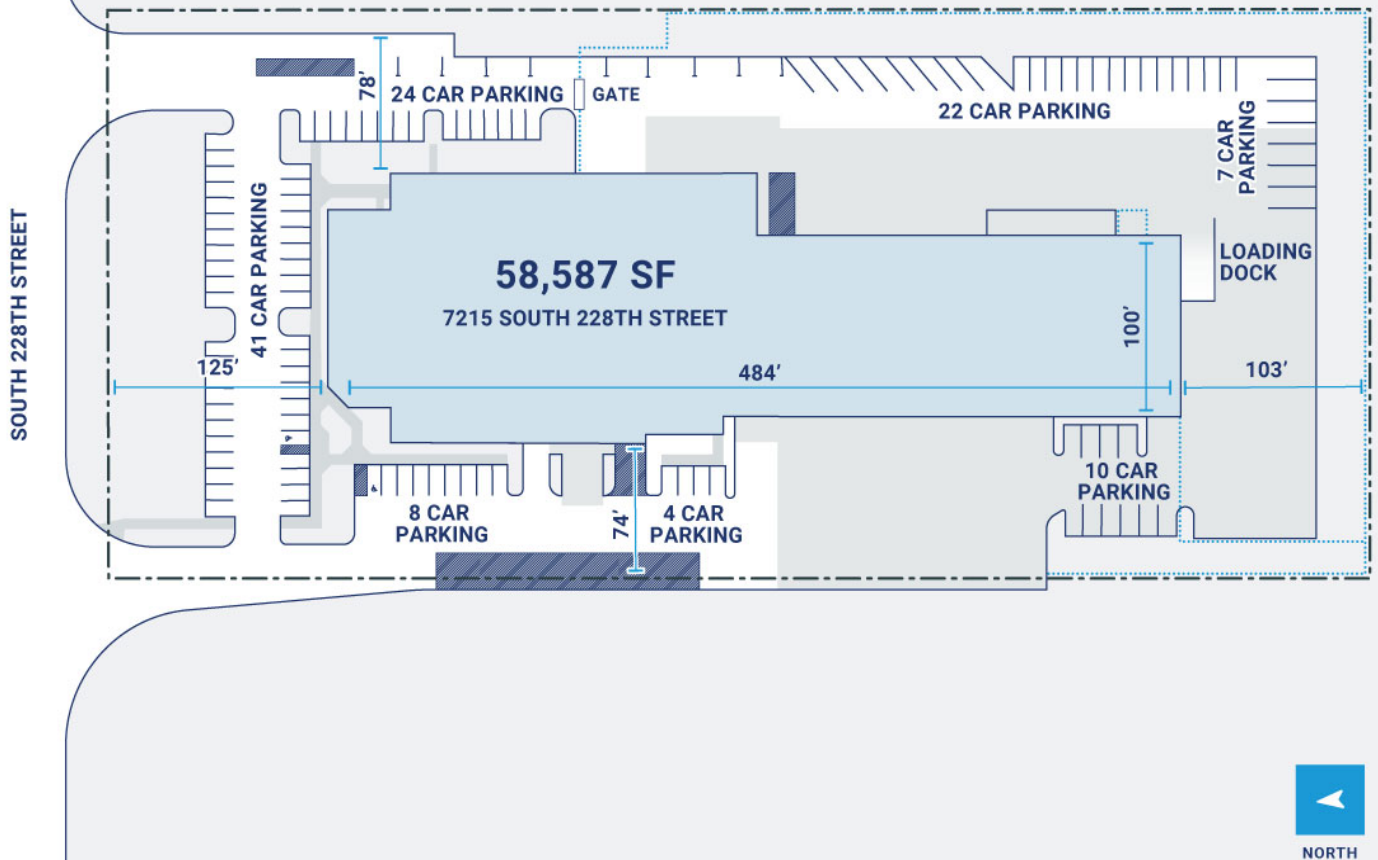 SOUTH 228TH STREET
78'
24 CAR PARKING
GATE
22 CAR PARKING
7 CAR
PARKING
41 CAR PARKING
58,587 SF
7215 SOUTH 228TH STREET
LOADING
DOCK
100'
125'
484'
103'
8 CAR
PARKING
74'
4 CAR
PARKING
10 CAR
PARKING
NORTH